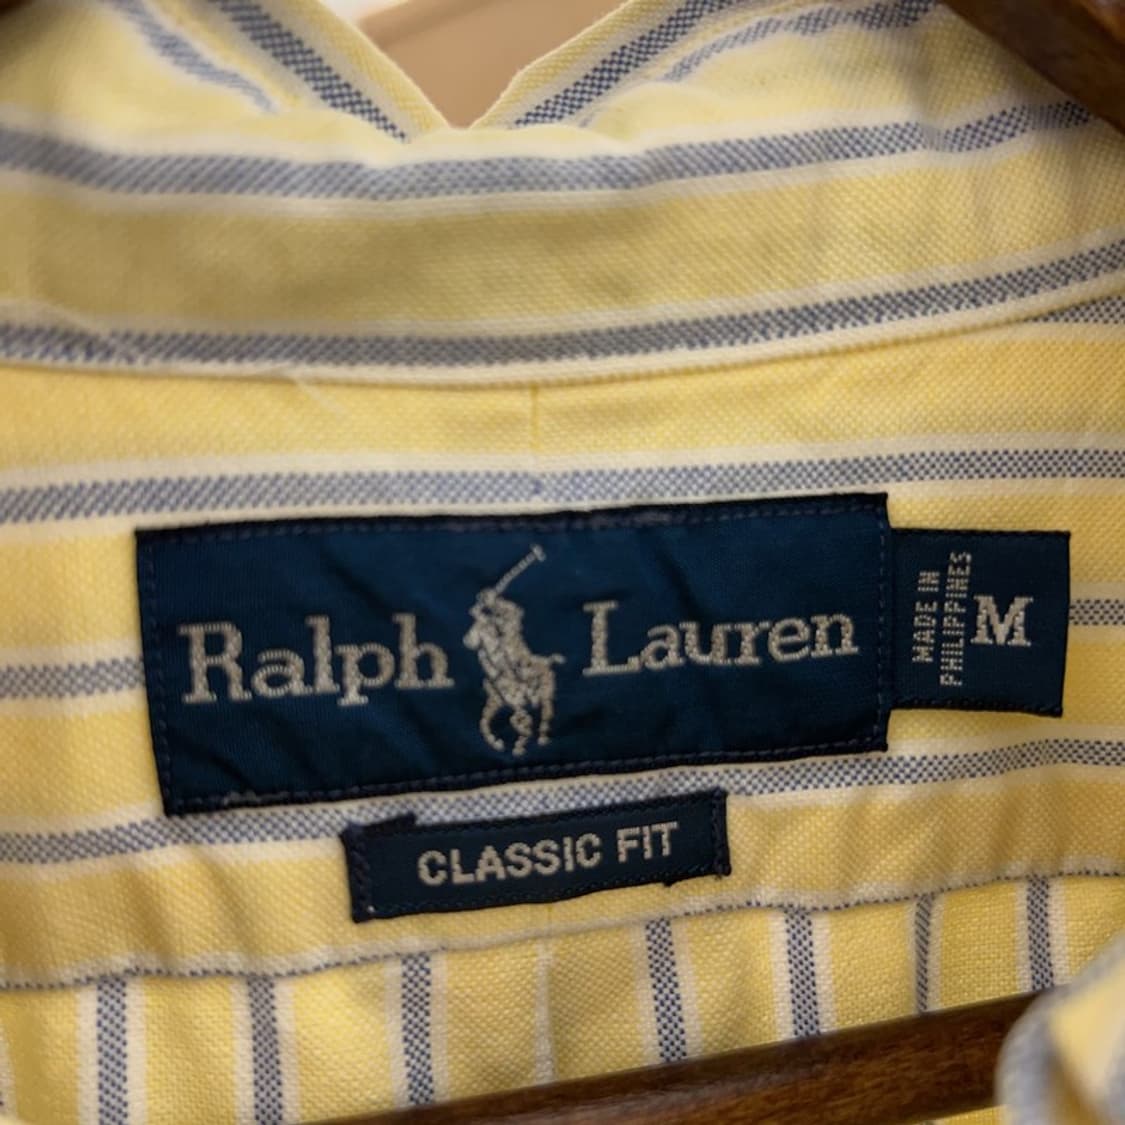 Ralph Lauren
MADE IN
PHILIPPINES
M
CLASSIC FIT